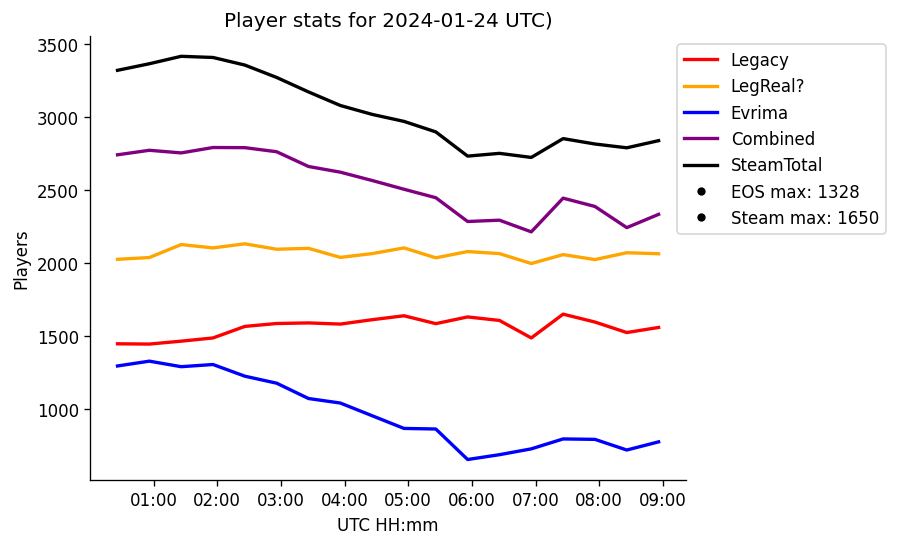 Player stats for 2024-01-24 UTC)
3500
3000
2500
2000
1500
1000
Players
01:00 02:00 03:00 04:00 05:00 06:00 07:00 08:00 09:00
UTC HH:mm
Legacy
LegReal?
Evrima
Combined
SteamTotal
EOS max: 1328
Steam max: 1650